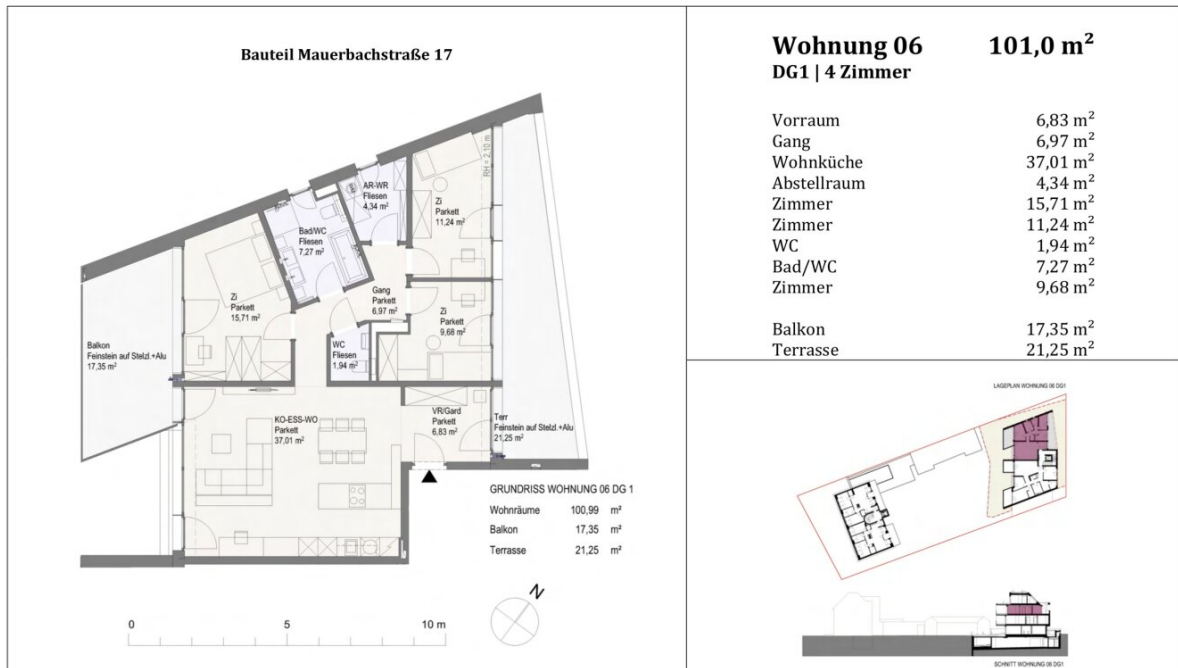 Bauteil Mauerbachstraße 17
AR-WR
Fliesen
4,34 m²
Zi
Parkett
11,24 m²
RH = 2,10 m
Bad/WC
Fliesen
7,27 m²
Gang
Parkett
6,97 m²
Zi
Parkett
15,71 m²
Zi
Parkett
9,68 m²
WC
Fliesen
1,94 m²
Balkon
Feinstein auf Stelzl.+Alu
17,35 m²
KO-ESS-WO
Parkett
37,01 m²
VR/Gard
Parkett
6,83 m²
Terr
Feinstein auf Stelzl.+Alu
21,25 m²
GRUNDRISS WOHNUNG 06 DG 1
Wohnräume 100,99 m²
Balkon 17,35 m²
Terrasse 21,25 m²
N
0 5 10 m
Wohnung 06 101,0 m²
DG1 | 4 Zimmer
Vorraum 6,83 m²
Gang 6,97 m²
Wohnküche 37,01 m²
Abstellraum 4,34 m²
Zimmer 15,71 m²
Zimmer 11,24 m²
WC 1,94 m²
Bad/WC 7,27 m²
Zimmer 9,68 m²
Balkon 17,35 m²
Terrasse 21,25 m²
LAGEPLAN WOHNUNG 06 DG1
SCHNITT WOHNUNG 06 DG1